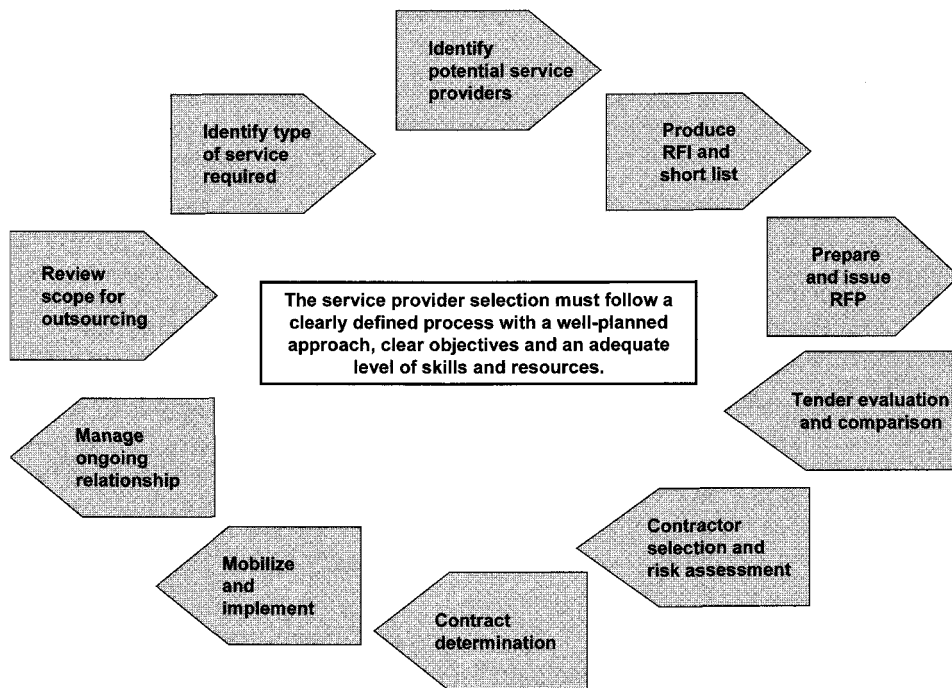 Review
scope for
outsourcing
Identify type
of service
required
Identify
potential service
providers
Produce
RFI and
short list
Prepare
and issue
RFP
Tender evaluation
and comparison
Contractor
selection and
risk assessment
Contract
determination
Mobilize
and
implement
Manage
ongoing
relationship
The service provider selection must follow a
clearly defined process with a well-planned
approach, clear objectives and an adequate
level of skills and resources.